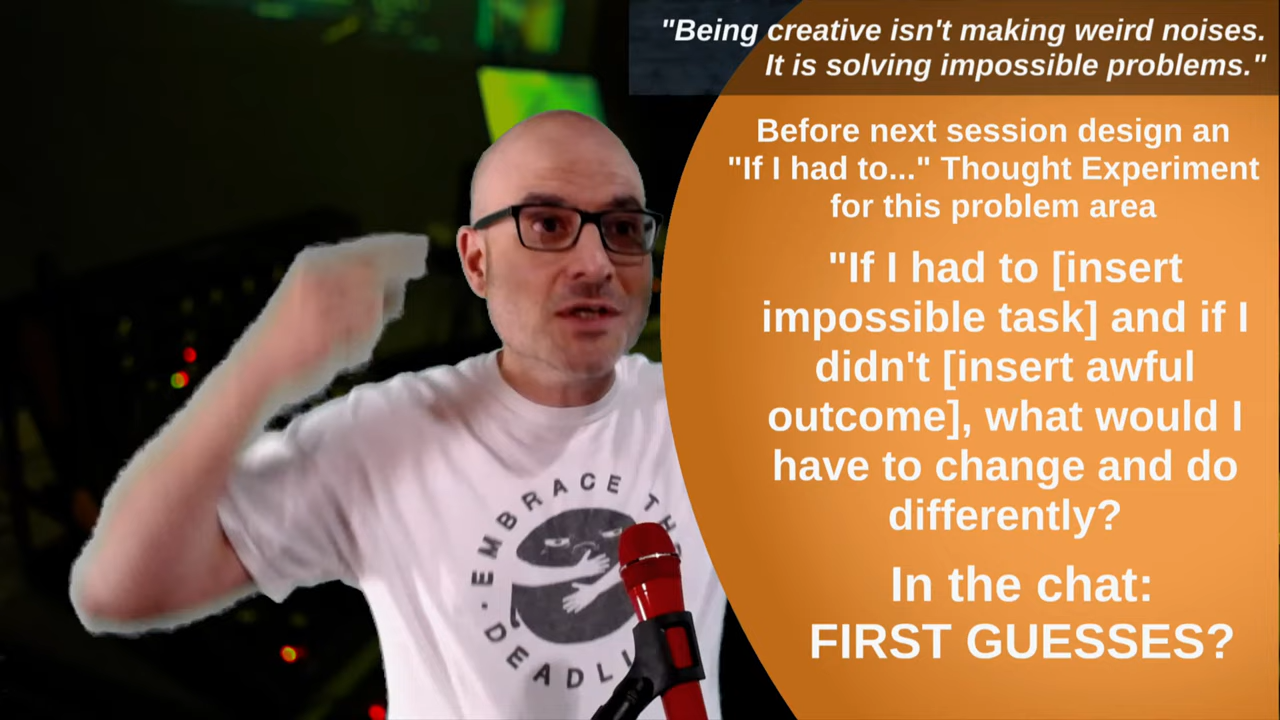 "Being creative isn't making weird noises.
It is solving impossible problems."
Before next session design an
"If I had to..." Thought Experiment
for this problem area
"If I had to [insert
impossible task] and if I
didn't [insert awful
outcome], what would I
have to change and do
differently?
In the chat:
FIRST GUESSES?
EMBRACE